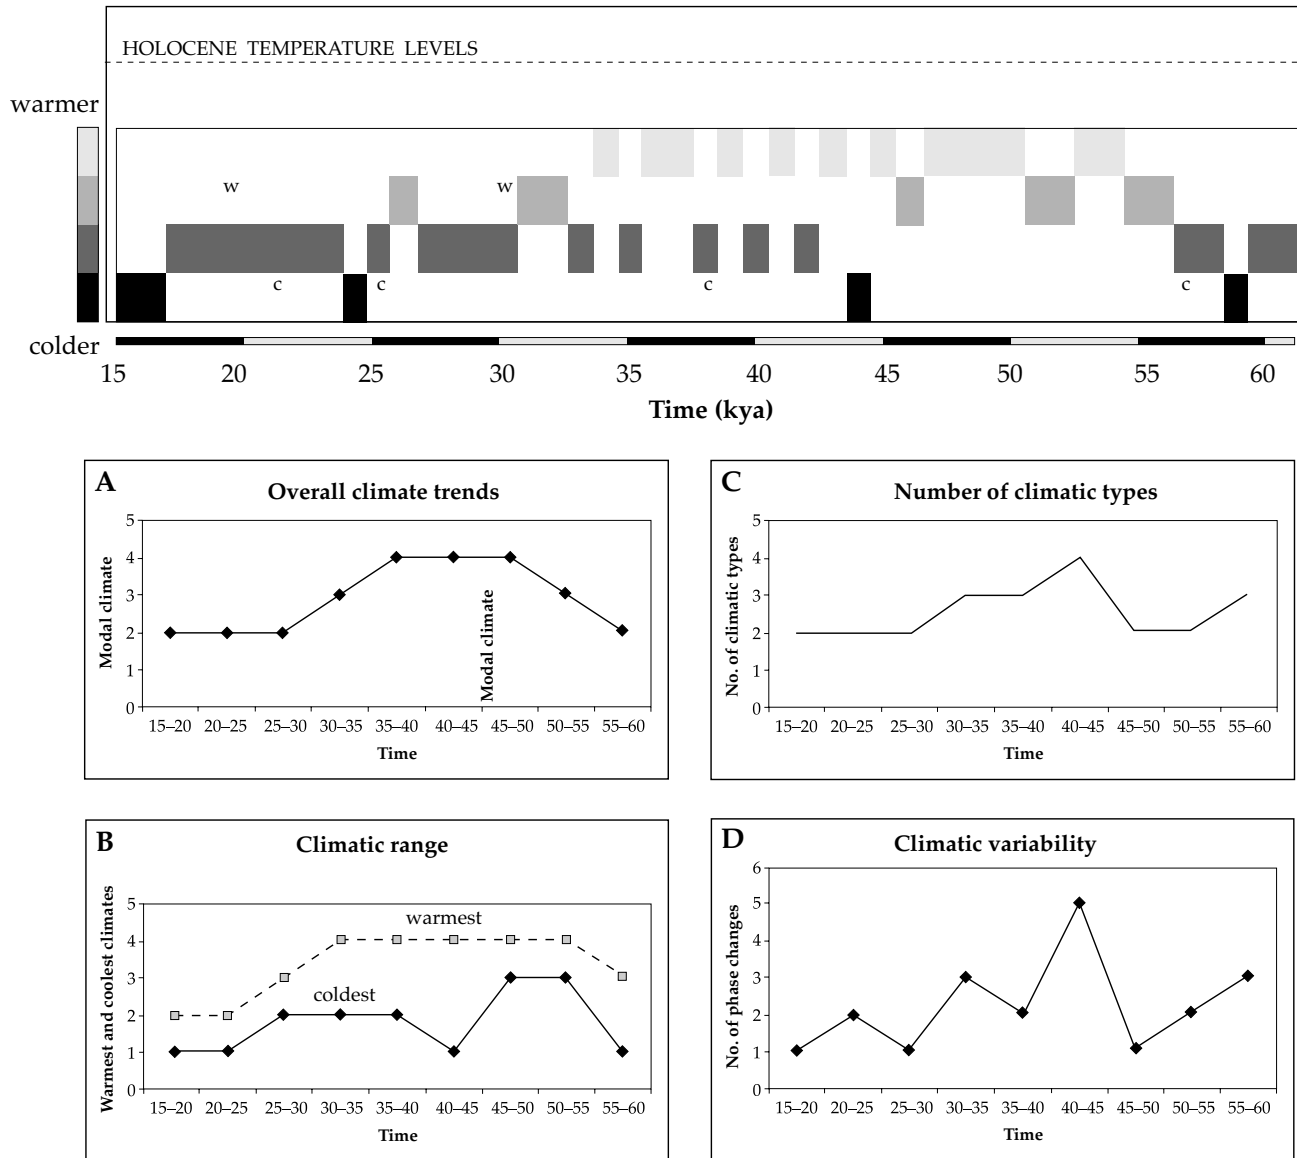 HOLOCENE TEMPERATURE LEVELS
warmer
w w
c c c c
colder
15 20 25 30 35 40 45 50 55 60
Time (kya)
A
Overall climate trends
Modal climate
5
4
3
2
1
0
Modal climate
15–20 20–25 25–30 30–35 35–40 40–45 45–50 50–55 55–60
Time
C
Number of climatic types
No. of climatic types
5
4
3
2
1
0
15–20 20–25 25–30 30–35 35–40 40–45 45–50 50–55 55–60
Time
B
Climatic range
Warmest and coolest climates
5
4
3
2
1
0
warmest
coldest
15–20 20–25 25–30 30–35 35–40 40–45 45–50 50–55 55–60
Time
D
Climatic variability
No. of phase changes
6
5
4
3
2
1
0
15–20 20–25 25–30 30–35 35–40 40–45 45–50 50–55 55–60
Time